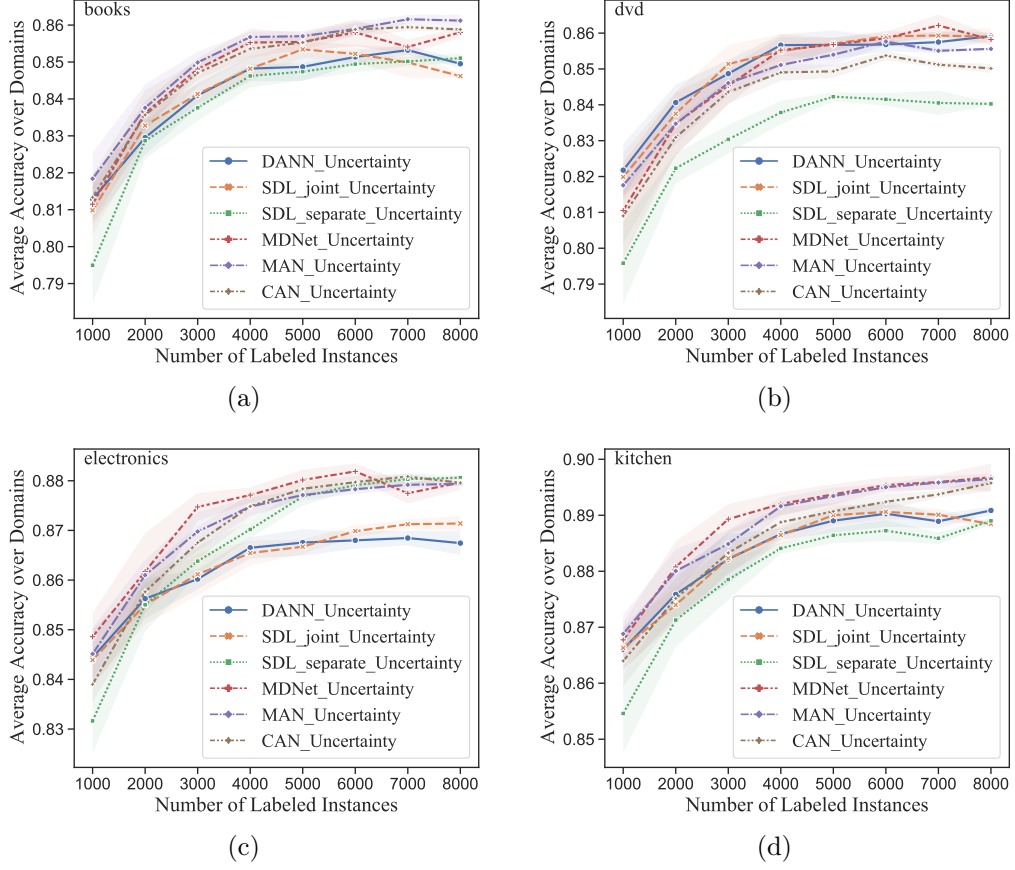 books
Average Accuracy over Domains
0.86
0.85
0.84
0.83
0.82
0.81
0.80
0.79
DANN_Uncertainty
SDL_joint_Uncertainty
SDL_separate_Uncertainty
MDNet_Uncertainty
MAN_Uncertainty
CAN_Uncertainty
1000 2000 3000 4000 5000 6000 7000 8000
Number of Labeled Instances
(a)
dvd
Average Accuracy over Domains
0.86
0.85
0.84
0.83
0.82
0.81
0.80
0.79
DANN_Uncertainty
SDL_joint_Uncertainty
SDL_separate_Uncertainty
MDNet_Uncertainty
MAN_Uncertainty
CAN_Uncertainty
1000 2000 3000 4000 5000 6000 7000 8000
Number of Labeled Instances
(b)
electronics
Average Accuracy over Domains
0.88
0.87
0.86
0.85
0.84
0.83
DANN_Uncertainty
SDL_joint_Uncertainty
SDL_separate_Uncertainty
MDNet_Uncertainty
MAN_Uncertainty
CAN_Uncertainty
1000 2000 3000 4000 5000 6000 7000 8000
Number of Labeled Instances
(c)
kitchen
Average Accuracy over Domains
0.90
0.89
0.88
0.87
0.86
0.85
DANN_Uncertainty
SDL_joint_Uncertainty
SDL_separate_Uncertainty
MDNet_Uncertainty
MAN_Uncertainty
CAN_Uncertainty
1000 2000 3000 4000 5000 6000 7000 8000
Number of Labeled Instances
(d)